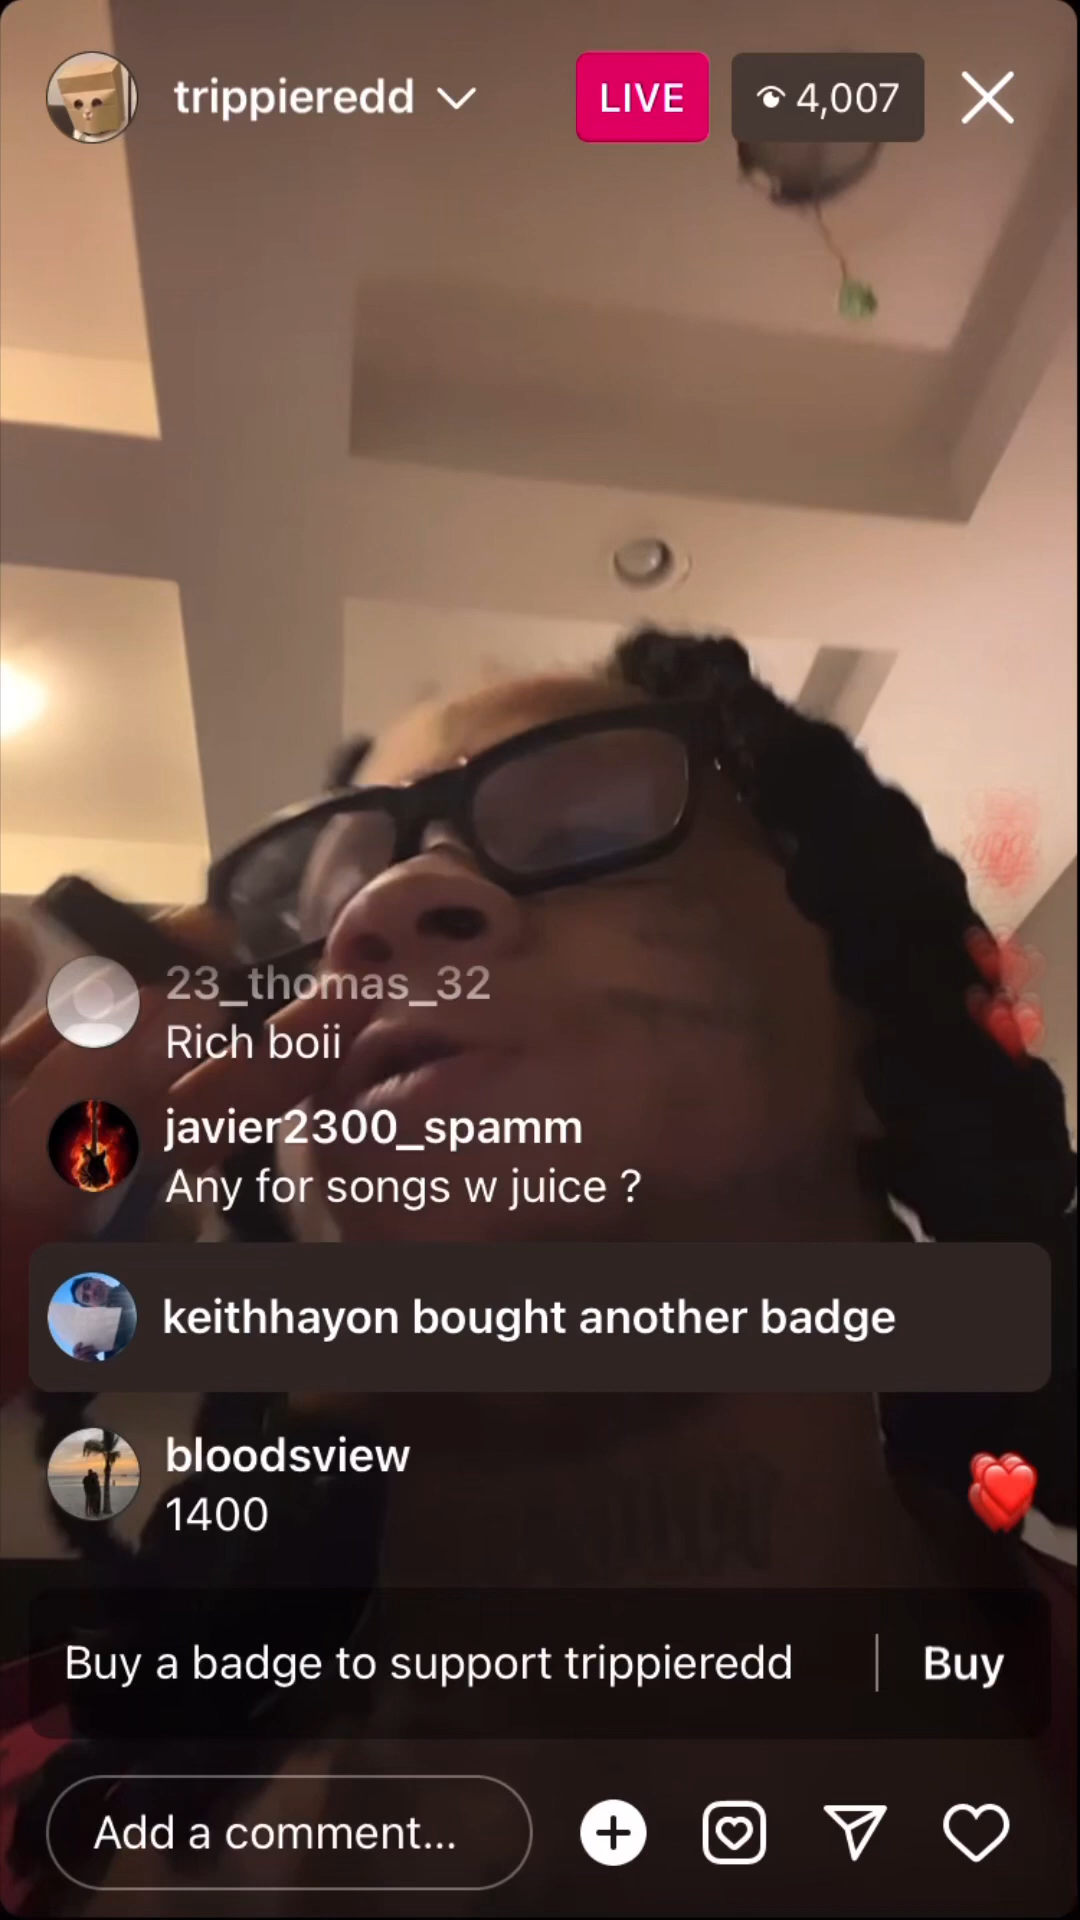 trippieredd
LIVE
4,007
23_thomas_32
Rich boii
javier2300_spamm
Any for songs w juice ?
keithhayon bought another badge
bloodsview
1400
Buy a badge to support trippieredd
Buy
Add a comment...